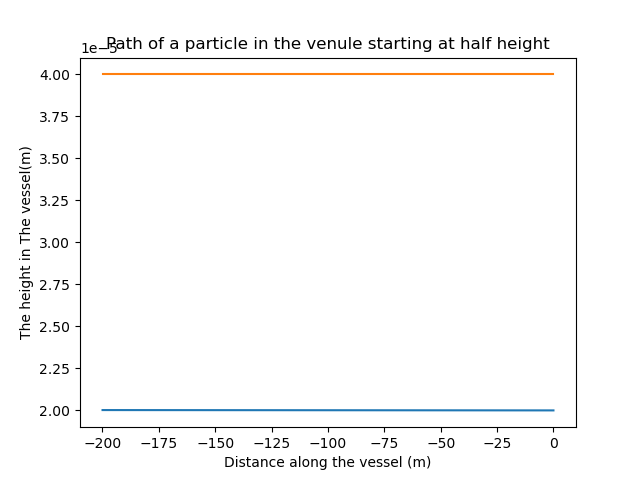 Path of a particle in the venule starting at half height
1e−5
4.00
3.75
3.50
3.25
3.00
2.75
2.50
2.25
2.00
The height in The vessel(m)
−200 −175 −150 −125 −100 −75 −50 −25 0
Distance along the vessel (m)